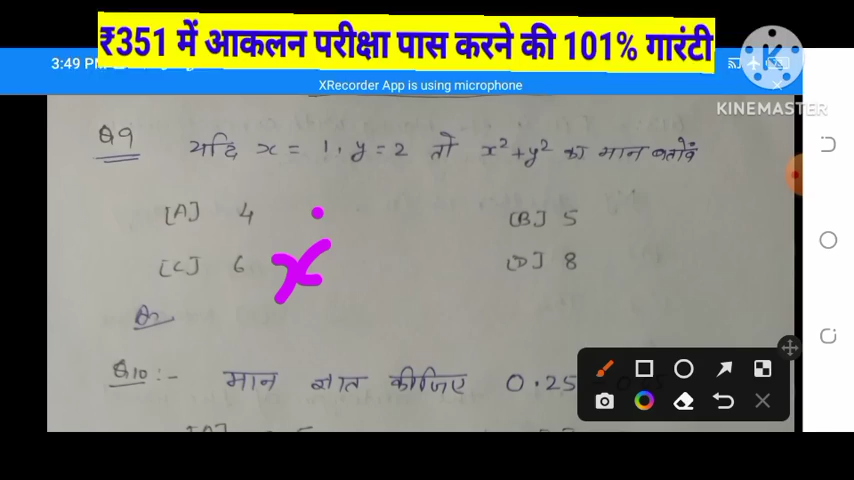 ₹351 में आकलन परीक्षा पास करने की 101% गारंटी
3:49 PM
XRecorder App is using microphone
KINEMASTER
Q9 यदि x = 1, y = 2 तो x²+y² का मान बतावें
[A] 4 [B] 5
[C] 6 [D] 8
x
Q10:- मान ज्ञात कीजिए 0.25